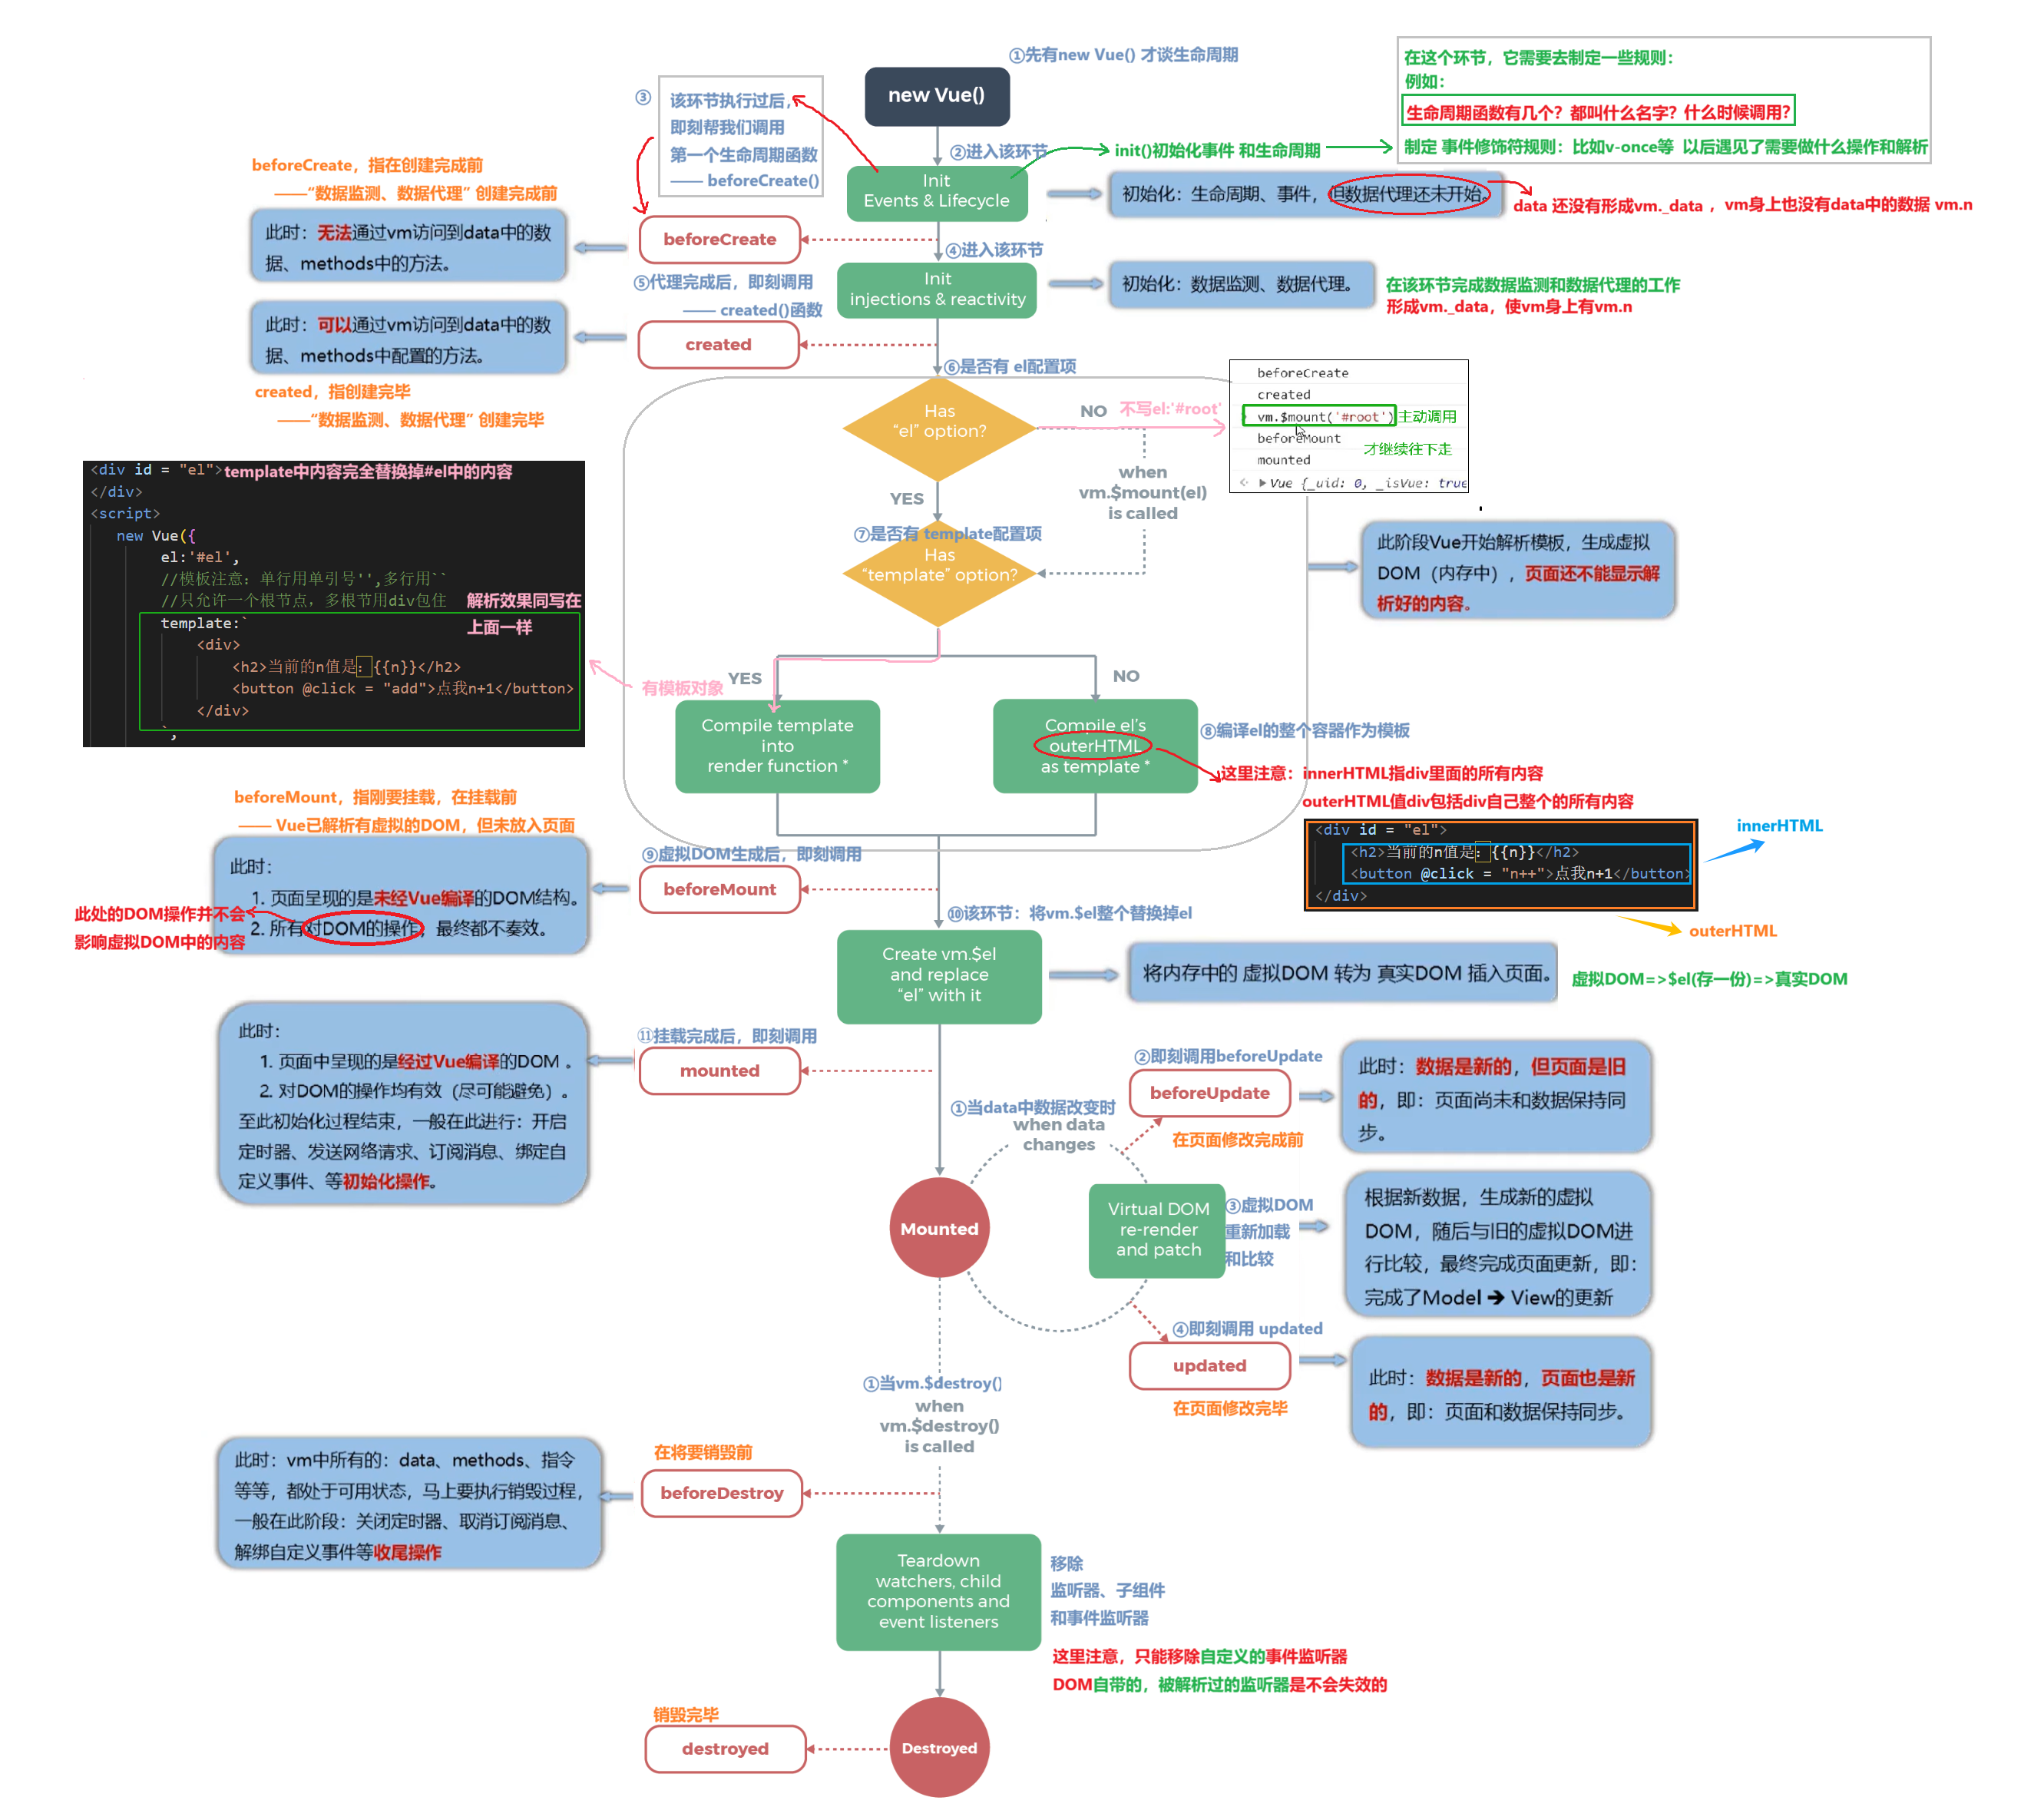 ①先有new Vue() 才谈生命周期
new Vue()
在这个环节，它需要去制定一些规则：
例如：
生命周期函数有几个？都叫什么名字？什么时候调用？
制定 事件修饰符规则：比如v-once等 以后遇见了需要做什么操作和解析
③
该环节执行过后，
即刻帮我们调用
第一个生命周期函数
—— beforeCreate()
②进入该环节
init()初始化事件 和生命周期
Init
Events & Lifecycle
初始化：生命周期、事件，但数据代理还未开始。
data 还没有形成vm._data ，vm身上也没有data中的数据 vm.n
beforeCreate，指在创建完成前
——“数据监测、数据代理” 创建完成前
此时：无法通过vm访问到data中的数
据、methods中的方法。
beforeCreate
④进入该环节
Init
injections & reactivity
初始化：数据监测、数据代理。
在该环节完成数据监测和数据代理的工作
形成vm._data，使vm身上有vm.n
⑤代理完成后，即刻调用
—— created()函数
此时：可以通过vm访问到data中的数
据、methods中配置的方法。
created
created，指创建完毕
——“数据监测、数据代理” 创建完毕
⑥是否有 el配置项
Has
“el” option?
NO
不写el:'#root'
beforeCreate
created
vm.$mount('#root')
主动调用
beforeMount
才继续往下走
mounted
Vue {_uid: 0, _isVue: true
when
vm.$mount(el)
is called
YES
⑦是否有 template配置项
Has
“template” option?
此阶段Vue开始解析模板，生成虚拟
DOM（内存中），页面还不能显示解
析好的内容。
<div id = "el">
template中内容完全替换掉#el中的内容
</div>
<script>
new Vue({
el:'#el',
//模板注意：单行用单引号'',多行用``
//只允许一个根节点，多根节用div包住
解析效果同写在
上面一样
template:`
<div>
<h2>当前的n值是：{{n}}</h2>
<button @click = "add">点我n+1</button>
</div>
`,
有模板对象
YES
NO
Compile template
into
render function *
Compile el’s
outerHTML
as template *
⑧编译el的整个容器作为模板
这里注意：innerHTML指div里面的所有内容
outerHTML值div包括div自己整个的所有内容
<div id = "el">
<h2>当前的n值是：{{n}}</h2>
<button @click = "n++">点我n+1</button>
</div>
innerHTML
outerHTML
beforeMount，指刚要挂载，在挂载前
—— Vue已解析有虚拟的DOM，但未放入页面
此时：
1. 页面呈现的是未经Vue编译的DOM结构。
2. 所有对DOM的操作，最终都不奏效。
此处的DOM操作并不会
影响虚拟DOM中的内容
⑨虚拟DOM生成后，即刻调用
beforeMount
⑩该环节：将vm.$el整个替换掉el
Create vm.$el
and replace
“el” with it
将内存中的 虚拟DOM 转为 真实DOM 插入页面。
虚拟DOM=>$el(存一份)=>真实DOM
⑪挂载完成后，即刻调用
mounted
此时：
1. 页面中呈现的是经过Vue编译的DOM 。
2. 对DOM的操作均有效（尽可能避免）。
至此初始化过程结束，一般在此进行：开启
定时器、发送网络请求、订阅消息、绑定自
定义事件、等初始化操作。
①当data中数据改变时
when data
changes
②即刻调用beforeUpdate
beforeUpdate
在页面修改完成前
此时：数据是新的，但页面是旧
的，即：页面尚未和数据保持同
步。
Mounted
Virtual DOM
re-render
and patch
③虚拟DOM
重新加载
和比较
根据新数据，生成新的虚拟
DOM，随后与旧的虚拟DOM进
行比较，最终完成页面更新，即：
完成了Model ➔ View的更新
④即刻调用 updated
updated
在页面修改完毕
此时：数据是新的，页面也是新
的，即：页面和数据保持同步。
①当vm.$destroy()
when
vm.$destroy()
is called
在将要销毁前
beforeDestroy
此时：vm中所有的：data、methods、指令
等等，都处于可用状态，马上要执行销毁过程，
一般在此阶段：关闭定时器、取消订阅消息、
解绑自定义事件等收尾操作
Teardown
watchers, child
components and
event listeners
移除
监听器、子组件
和事件监听器
这里注意，只能移除自定义的事件监听器
DOM自带的，被解析过的监听器是不会失效的
销毁完毕
destroyed
Destroyed